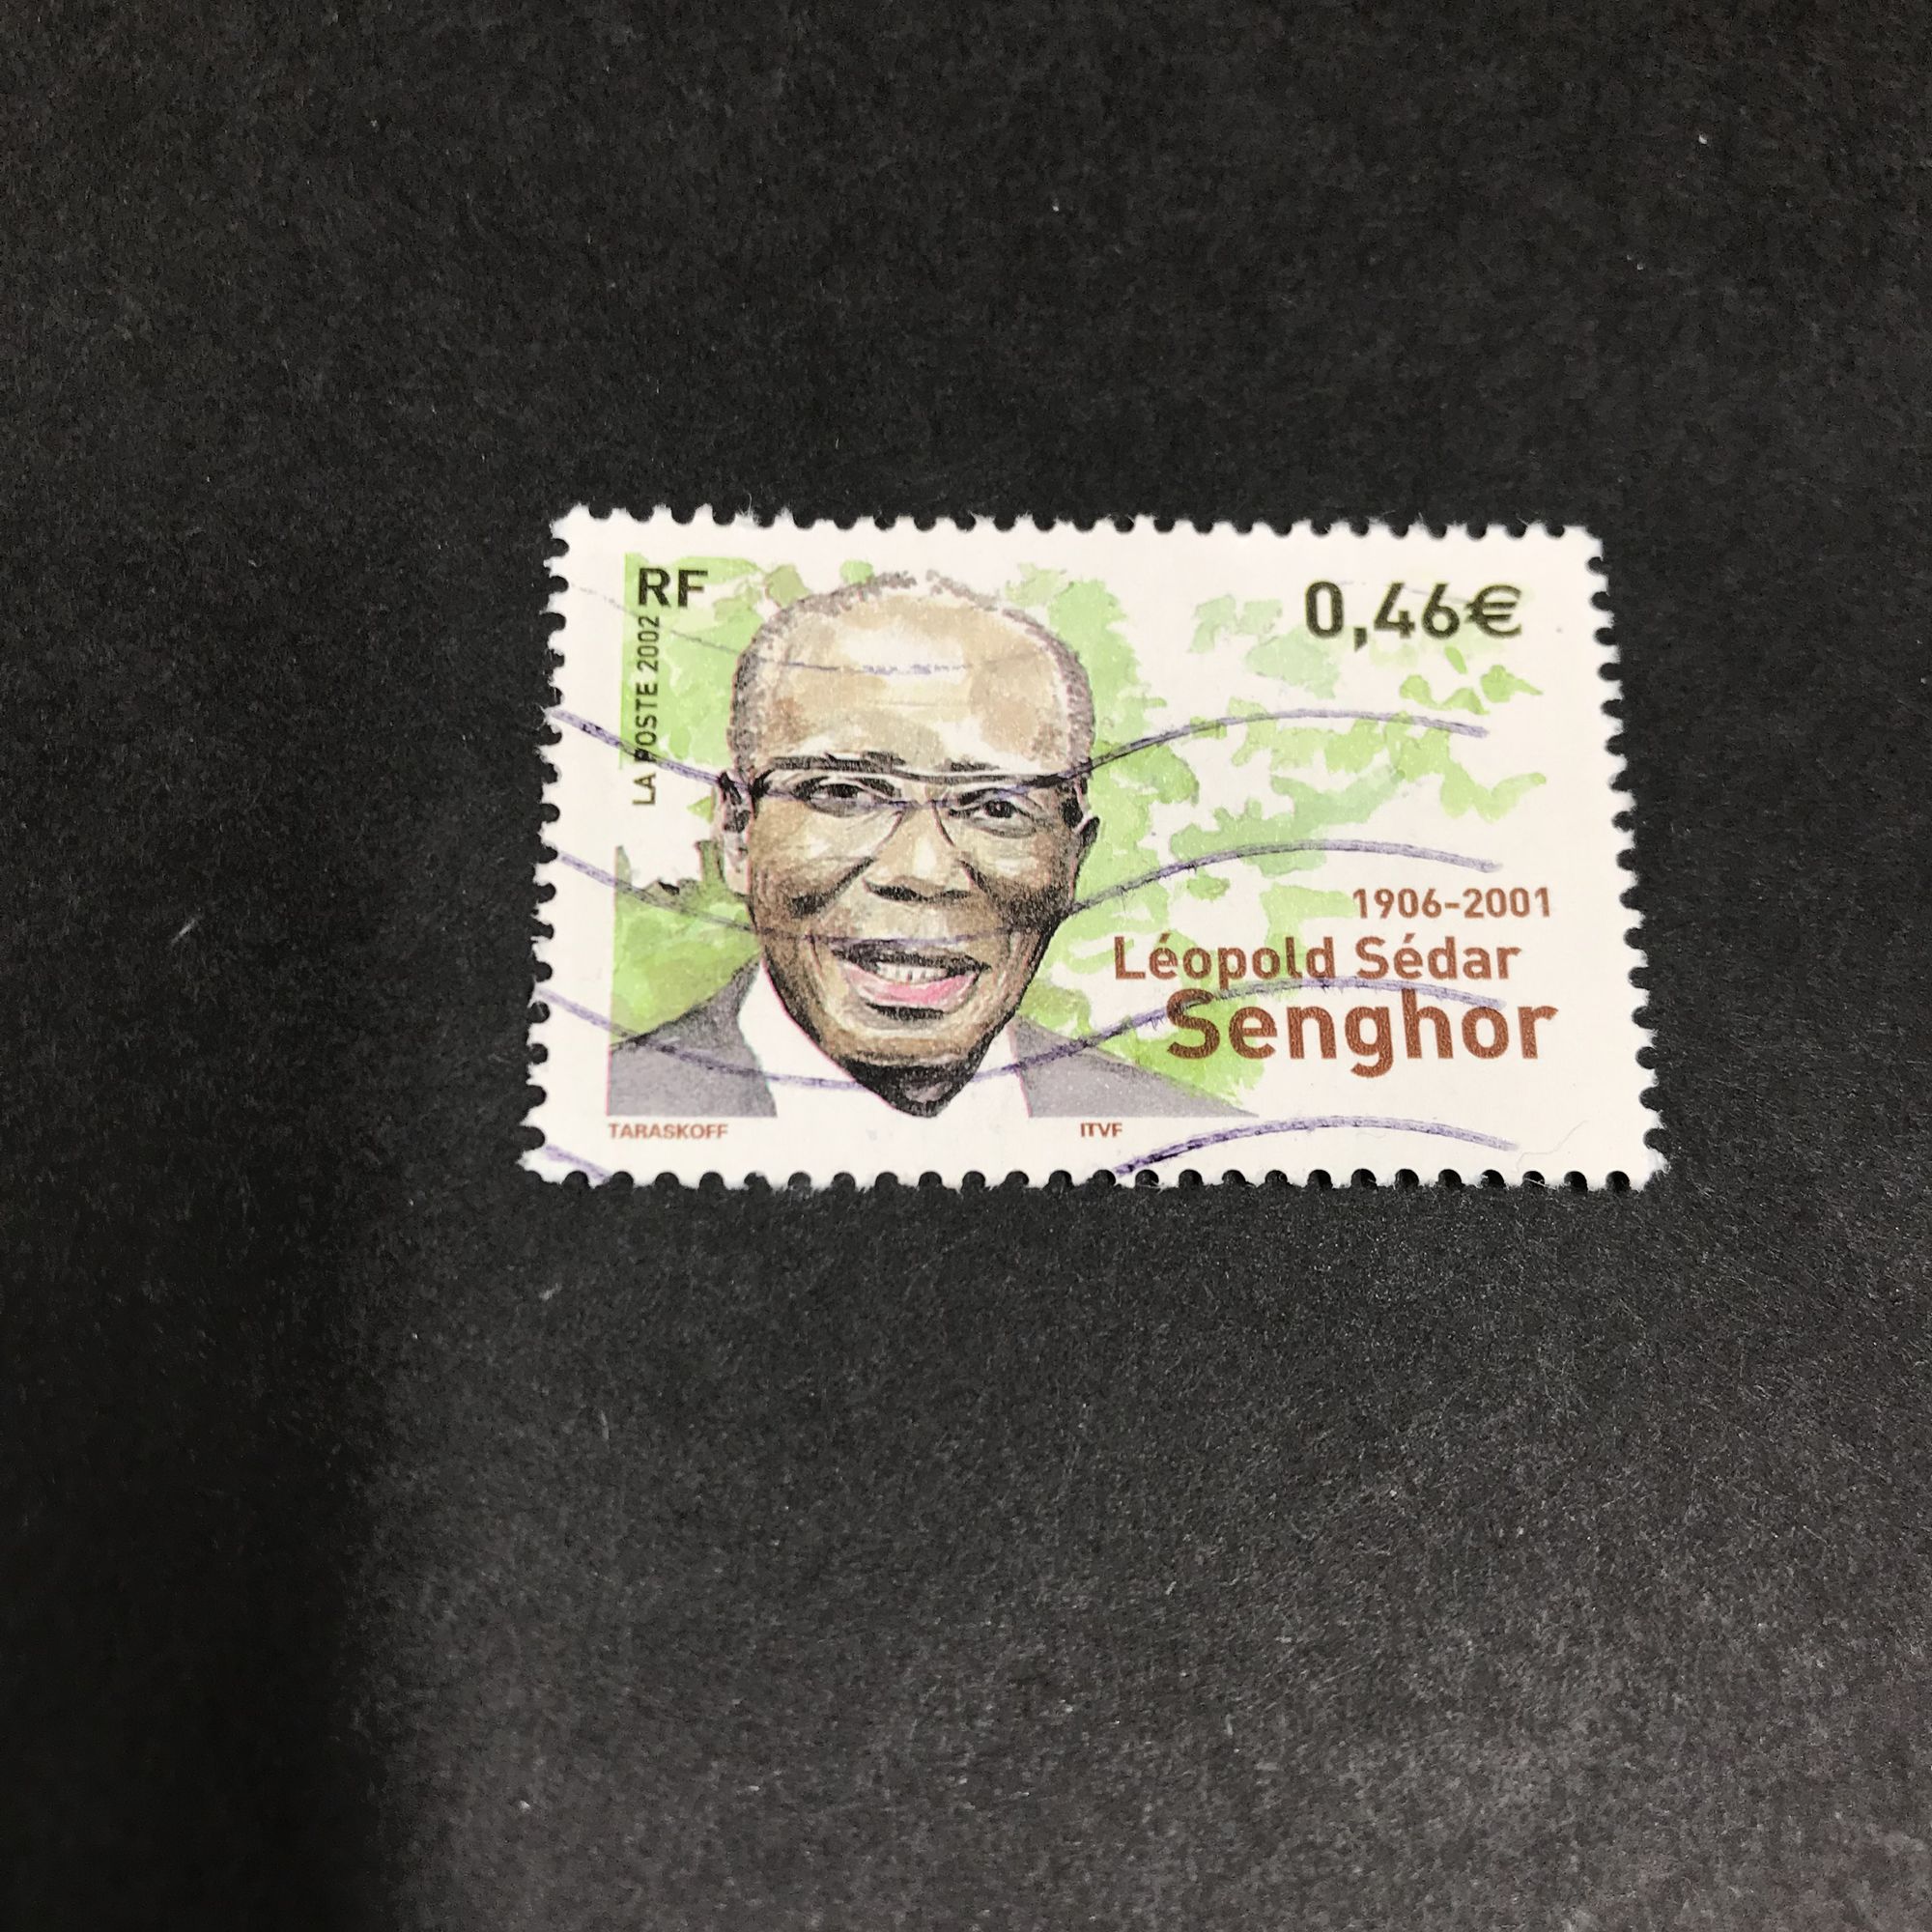 RF
LA POSTE 2002
0,46€
1906-2001
Léopold Sédar
Senghor
TARASKOFF
ITVF